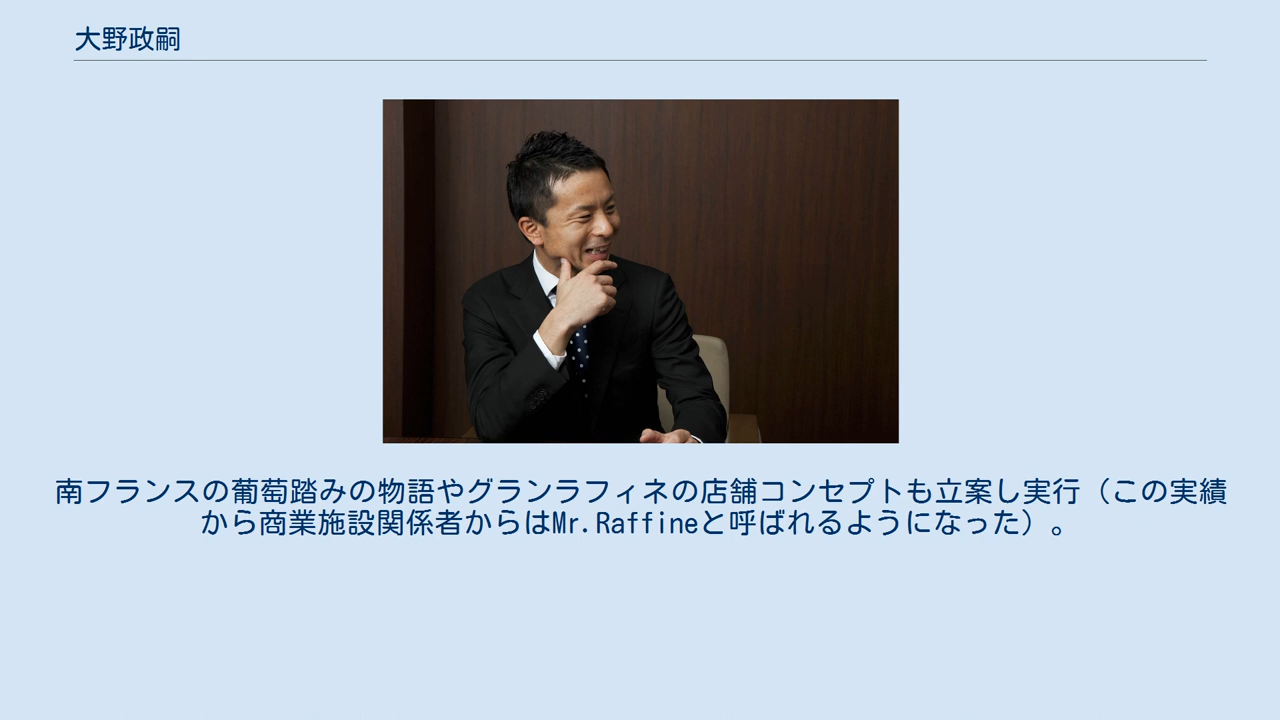 大野政嗣
南フランスの葡萄踏みの物語やグランラフィネの店舗コンセプトも立案し実行（この実績
から商業施設関係者からはMr.Raffineと呼ばれるようになった）。